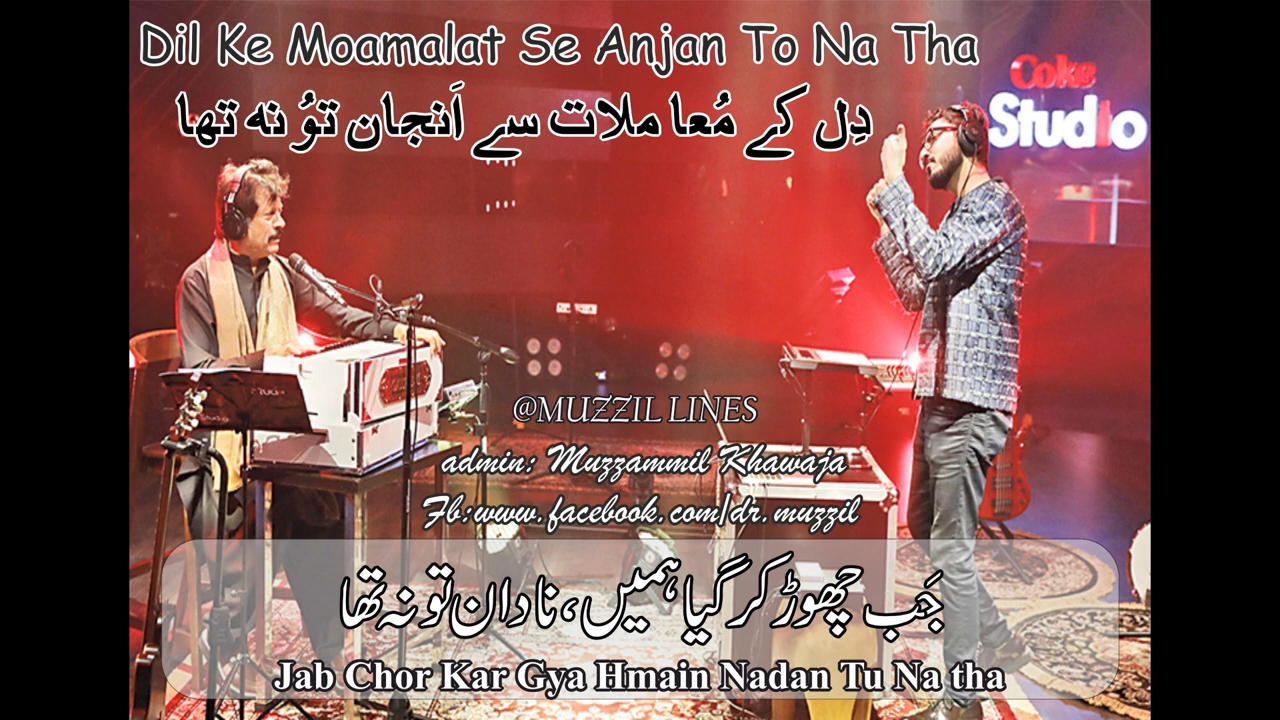 Dil Ke Moamalat Se Anjan To Na Tha
دِل کے مُعا ملات سے اَنجان توُ نہ تھا
Coke
Studio
@MUZZIL LINES
admin: Muzzammil Khawaja
Fb:www.facebook.com/dr.muzzil
جَب چھوڑ کر گیا ہمیں، نادان تو نہ تھا
Jab Chor Kar Gya Hmain Nadan Tu Na tha